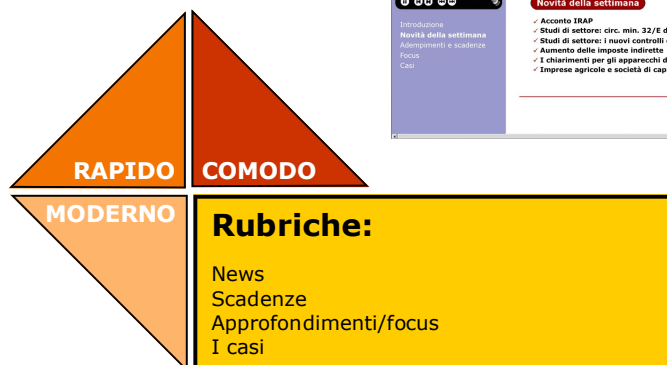 Novità della settimana
Introduzione
Novità della settimana
Adempimenti e scadenze
Focus
Casi
✓ Acconto IRAP
✓ Studi di settore: circ. min. 32/E d
✓ Studi di settore: i nuovi controlli
✓ Aumento delle imposte indirette
✓ I chiarimenti per gli apparecchi d
✓ Imprese agricole e società di cap
RAPIDO
COMODO
MODERNO
Rubriche:
News
Scadenze
Approfondimenti/focus
I casi